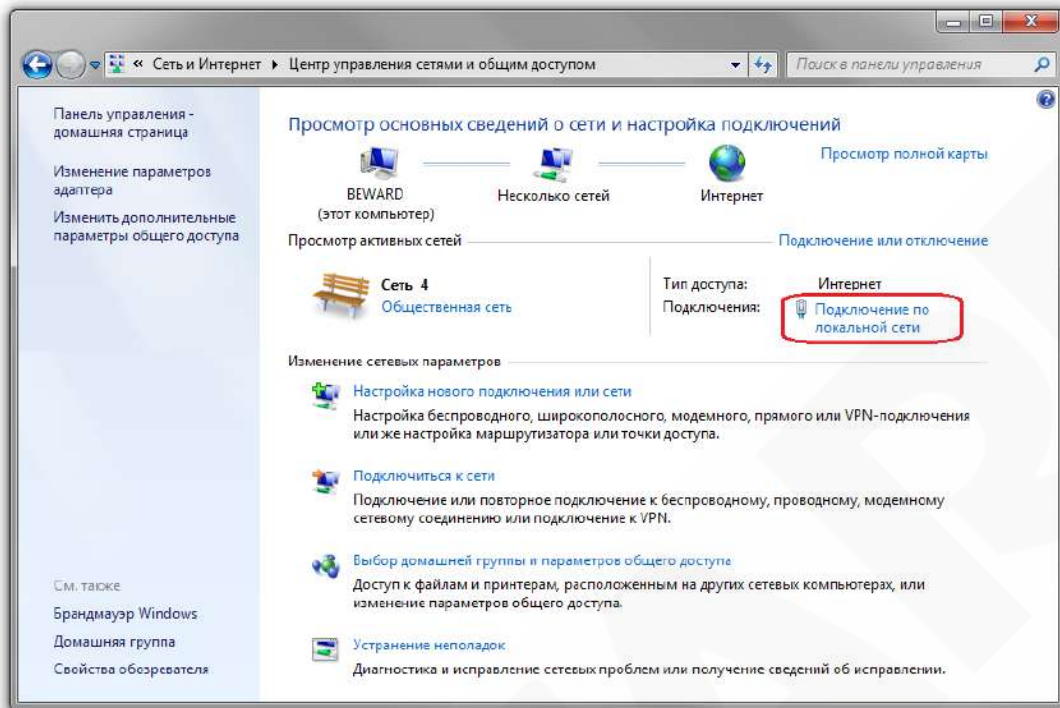 « Сеть и Интернет ▸ Центр управления сетями и общим доступом
Поиск в панели управления
Панель управления -
домашняя страница
Изменение параметров
адаптера
Изменить дополнительные
параметры общего доступа
См. также
Брандмауэр Windows
Домашняя группа
Свойства обозревателя
Просмотр основных сведений о сети и настройка подключений
Просмотр полной карты
BEWARD
(этот компьютер)
Несколько сетей
Интернет
Просмотр активных сетей
Подключение или отключение
Сеть 4
Общественная сеть
Тип доступа: Интернет
Подключения: Подключение по
локальной сети
Изменение сетевых параметров
Настройка нового подключения или сети
Настройка беспроводного, широкополосного, модемного, прямого или VPN-подключения
или же настройка маршрутизатора или точки доступа.
Подключиться к сети
Подключение или повторное подключение к беспроводному, проводному, модемному
сетевому соединению или подключение к VPN.
Выбор домашней группы и параметров общего доступа
Доступ к файлам и принтерам, расположенным на других сетевых компьютерах, или
изменение параметров общего доступа.
Устранение неполадок
Диагностика и исправление сетевых проблем или получение сведений об исправлении.